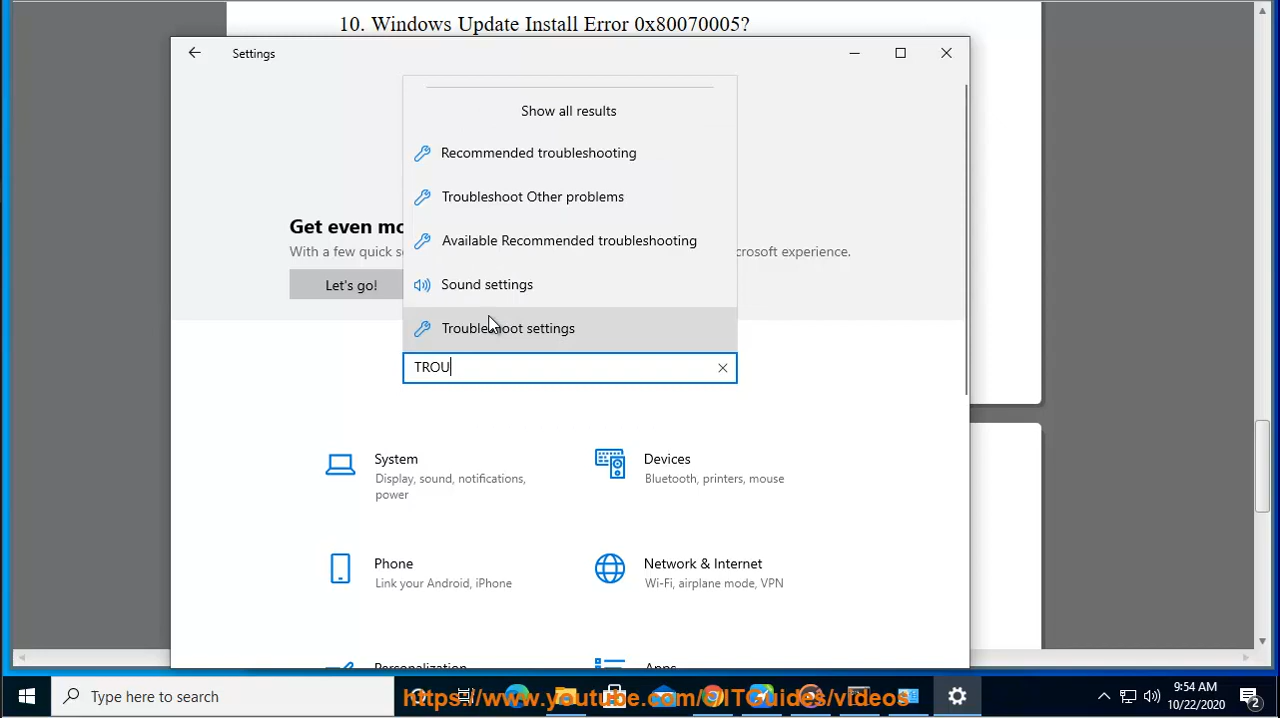 10. Windows Update Install Error 0x80070005?
Settings
Show all results
Recommended troubleshooting
Troubleshoot Other problems
Available Recommended troubleshooting
Sound settings
Troubleshoot settings
TROU
Get even mo
With a few quick s
crosoft experience.
Let's go!
System
Display, sound, notifications,
power
Devices
Bluetooth, printers, mouse
Phone
Link your Android, iPhone
Network & Internet
Wi-Fi, airplane mode, VPN
Personalization
Apps
Type here to search
https://www.youtube.com/@ITGuides/videos
9:54 AM
10/22/2020
2